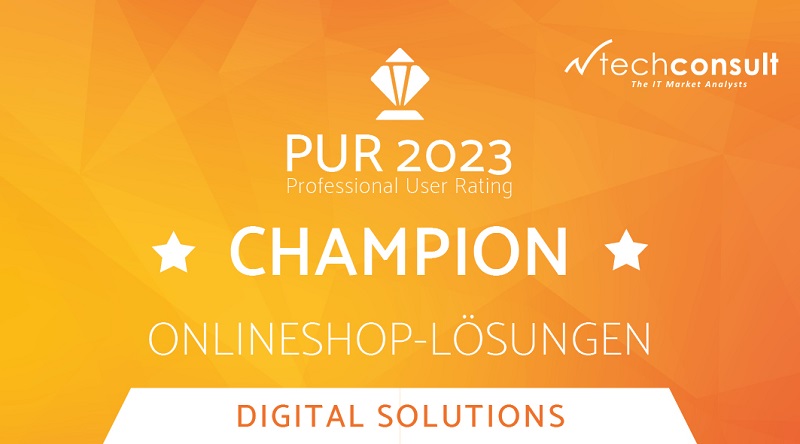 techconsult
The IT Market Analysts
PUR 2023
Professional User Rating
CHAMPION
ONLINESHOP-LÖSUNGEN
DIGITAL SOLUTIONS